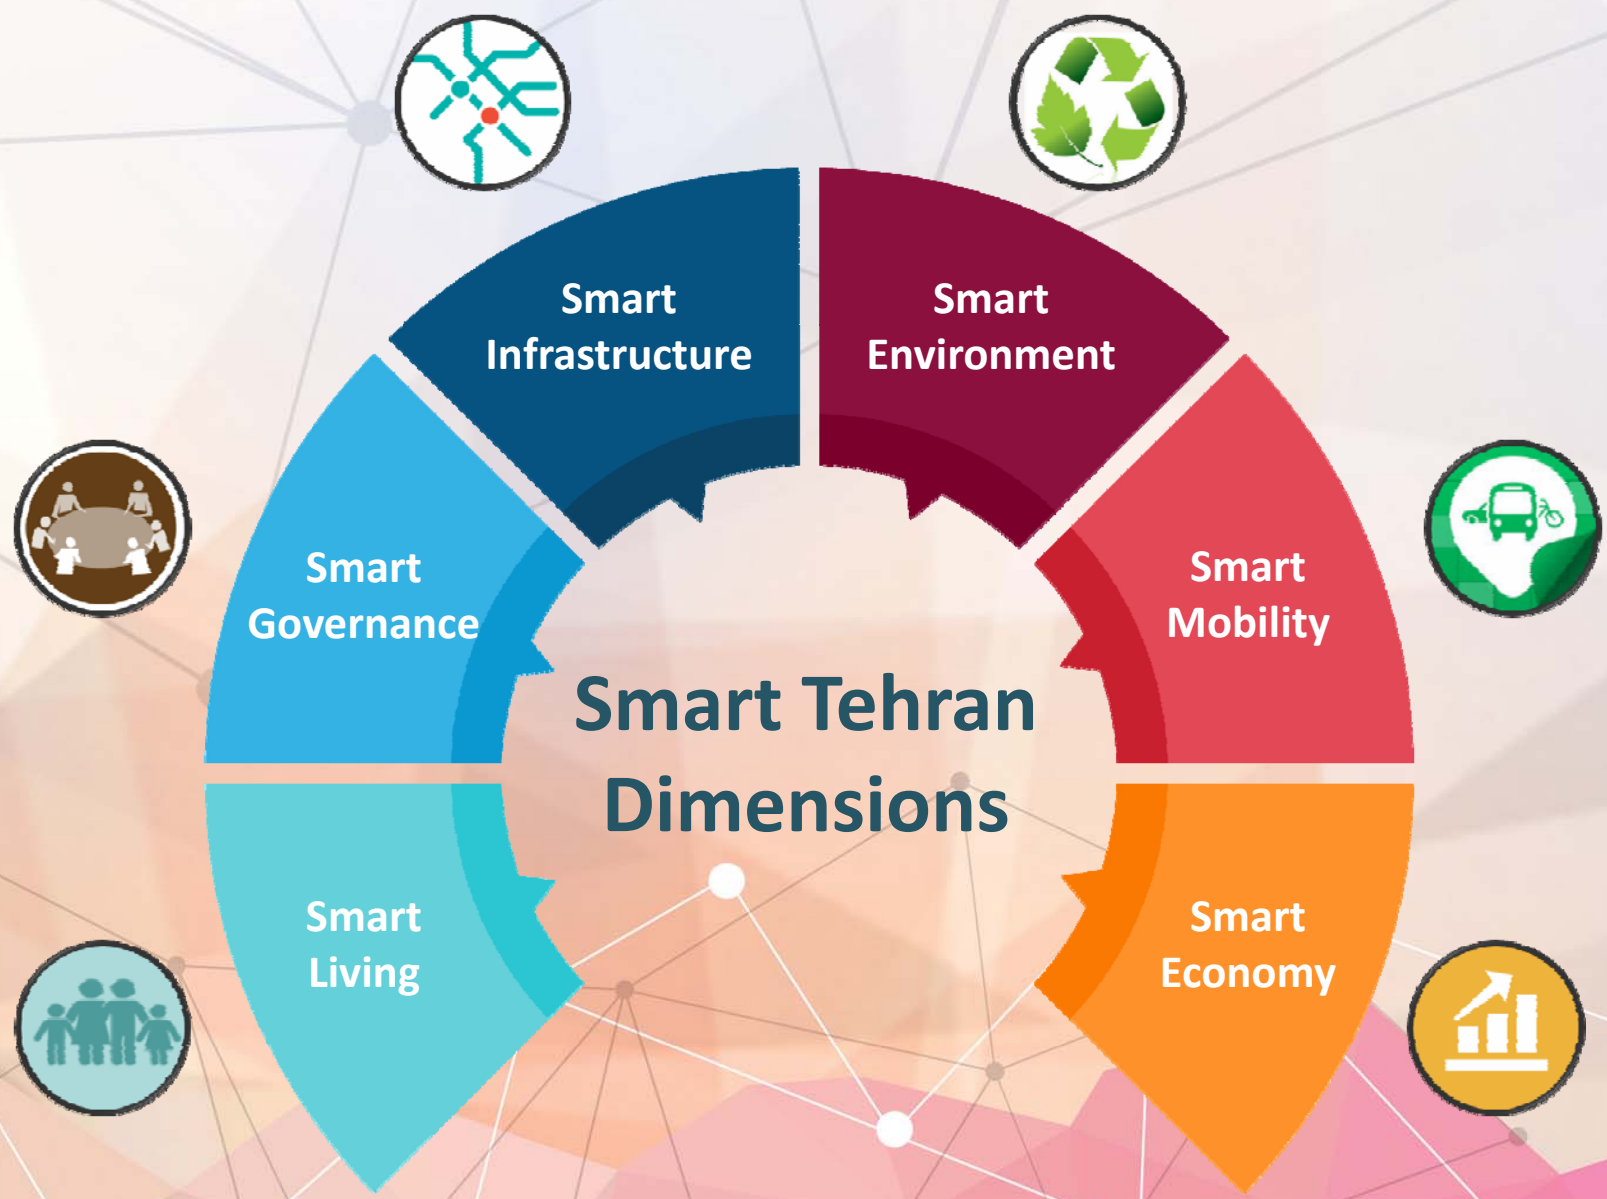 Smart
Infrastructure
Smart
Environment
Smart
Governance
Smart
Mobility
Smart Tehran
Dimensions
Smart
Living
Smart
Economy